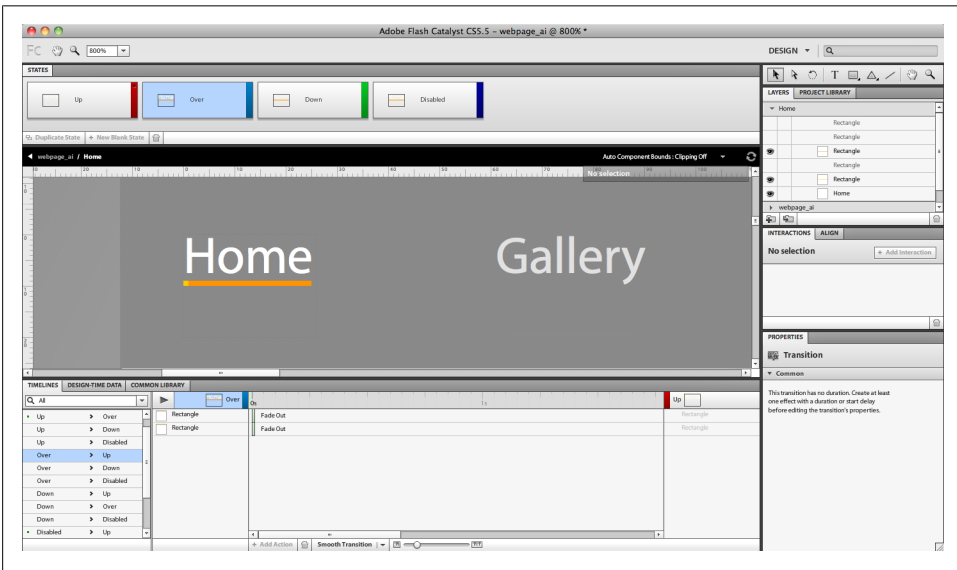 Adobe Flash Catalyst CS5.5 – webpage_ai @ 800% *
FC 800% DESIGN
STATES
Up Over Down Disabled
Duplicate State + New Blank State
webpage_ai / Home Auto Component Bounds : Clipping Off
No selection
Home Gallery
LAYERS PROJECT LIBRARY
Home
Rectangle
Rectangle
Rectangle
Rectangle
Rectangle
Home
webpage_ai
INTERACTIONS ALIGN
No selection + Add Interaction
PROPERTIES
Transition
Common
This transition has no duration. Create at least
one effect with a duration or start delay
before editing the transition's properties.
TIMELINES DESIGN-TIME DATA COMMON LIBRARY
All Over 0s 1s Up
Up > Over Rectangle Fade Out Rectangle
Up > Down Rectangle Fade Out Rectangle
Up > Disabled
Over > Up
Over > Down
Over > Disabled
Down > Up
Down > Over
Down > Disabled
Disabled > Up
+ Add Action Smooth Transition